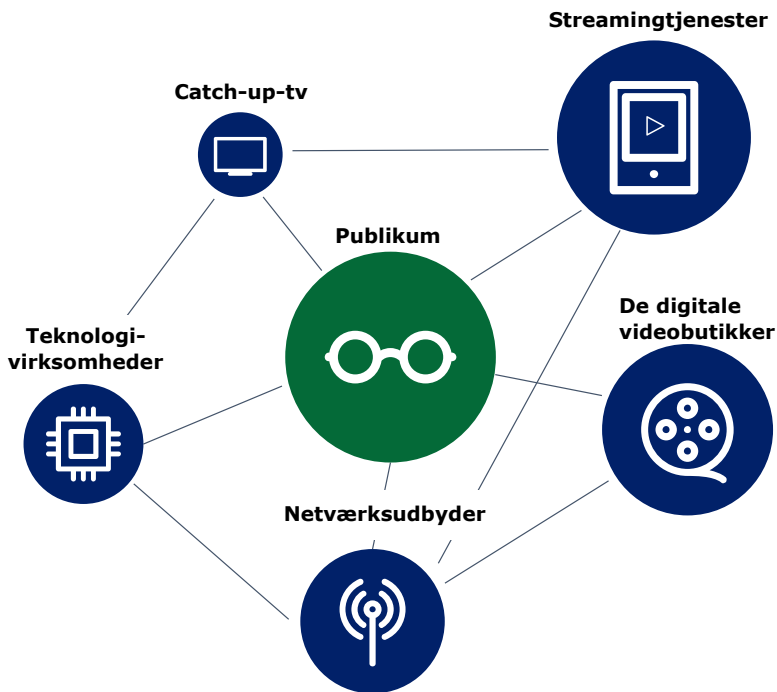 Streamingtjenester
Catch-up-tv
Publikum
De digitale
videobutikker
Teknologi-
virksomheder
Netværksudbyder